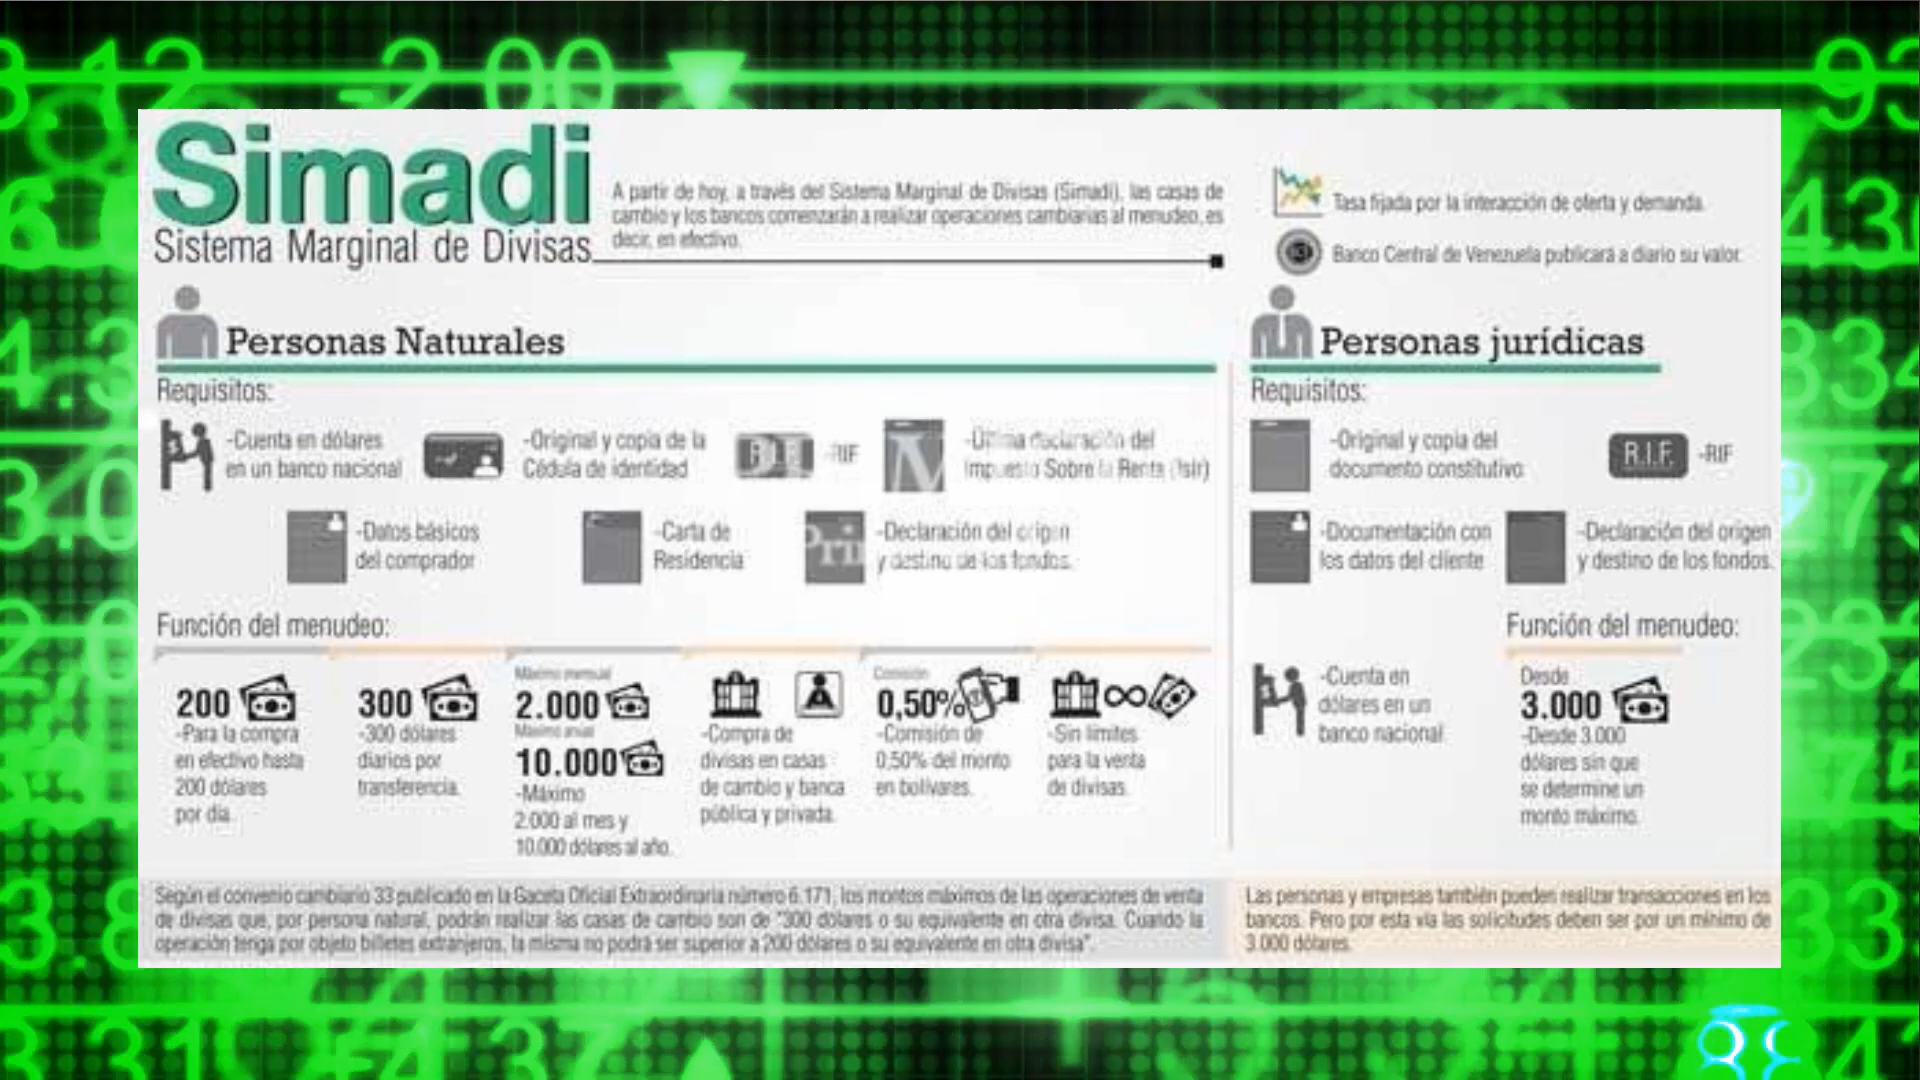 Simadi
Sistema Marginal de Divisas
A partir de hoy, a través del Sistema Marginal de Divisas (Simadi), las casas de
cambio y los bancos comenzarán a realizar operaciones cambiarias al menudeo, es
decir, en efectivo.
Tasa fijada por la interacción de oferta y demanda.
Banco Central de Venezuela publicará a diario su valor.
Personas Naturales
Requisitos:
-Cuenta en dólares
en un banco nacional
-Original y copia de la
Cédula de identidad
-RIF
-Última declaración del
Impuesto Sobre la Renta (Islr)
-Datos básicos
del comprador
-Carta de
Residencia
-Declaración del origen
y destino de los fondos.
Función del menudeo:
200
-Para la compra
en efectivo hasta
200 dólares
por día.
300
-300 dólares
diarios por
transferencia.
Máximo mensual
2.000
Máximo anual
10.000
-Máximo
2.000 al mes y
10.000 dólares al año.
-Compra de
divisas en casas
de cambio y banca
pública y privada.
Comisión
0,50%
-Comisión de
0,50% del monto
en bolívares.
-Sin límites
para la venta
de divisas.
Según el convenio cambiario 33 publicado en la Gaceta Oficial Extraordinaria número 6.171, los montos máximos de las operaciones de venta
de divisas que, por persona natural, podrán realizar las casas de cambio son de "300 dólares o su equivalente en otra divisa. Cuando la
operación tenga por objeto billetes extranjeros, la misma no podrá ser superior a 200 dólares o su equivalente en otra divisa".
Personas jurídicas
Requisitos:
-Original y copia del
documento constitutivo
R.I.F.
-RIF
-Documentación con
los datos del cliente
-Declaración del origen
y destino de los fondos.
-Cuenta en
dólares en un
banco nacional
Función del menudeo:
Desde
3.000
-Desde 3.000
dólares sin que
se determine un
monto máximo.
Las personas y empresas también pueden realizar transacciones en los
bancos. Pero por esta vía las solicitudes deben ser por un mínimo de
3.000 dólares.